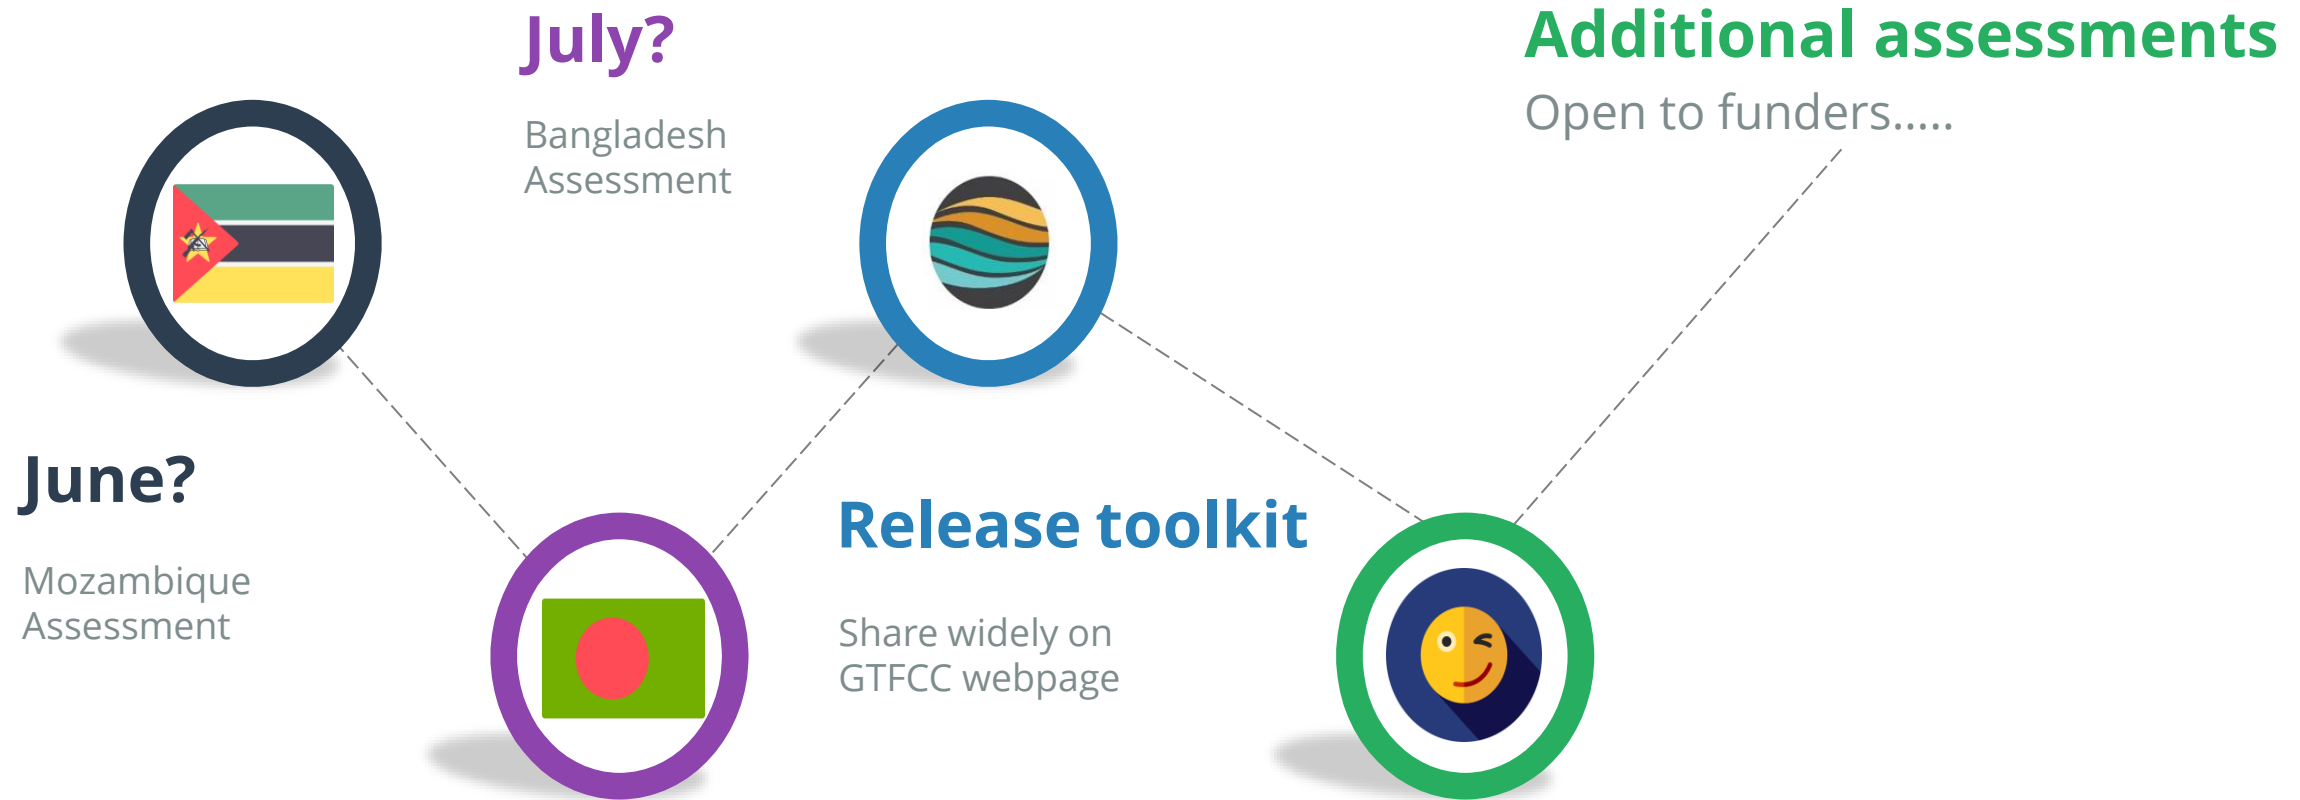 June?
Mozambique
Assessment
July?
Bangladesh
Assessment
Release toolkit
Share widely on
GTFCC webpage
Additional assessments
Open to funders.....